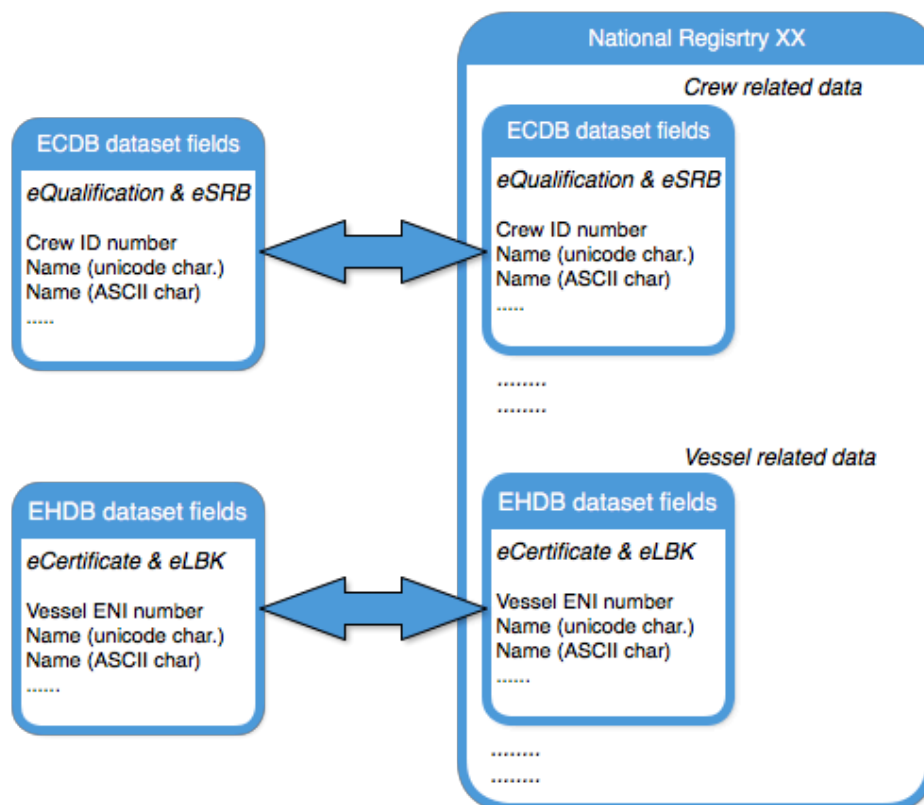 National Regisrtry XX
Crew related data
ECDB dataset fields
eQualification & eSRB
Crew ID number
Name (unicode char.)
Name (ASCII char)
.....
ECDB dataset fields
eQualification & eSRB
Crew ID number
Name (unicode char.)
Name (ASCII char)
.....
........
........
Vessel related data
EHDB dataset fields
eCertificate & eLBK
Vessel ENI number
Name (unicode char.)
Name (ASCII char)
......
EHDB dataset fields
eCertificate & eLBK
Vessel ENI number
Name (unicode char.)
Name (ASCII char)
......
........
........